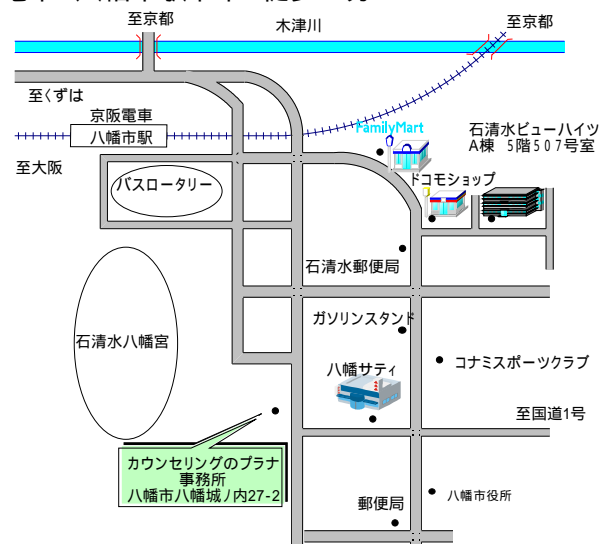 至京都
木津川
至京都
至くずは
京阪電車
八幡市駅
FamilyMart
石清水ビューハイツ
A棟 5階507号室
至大阪
バスロータリー
ドコモショップ
石清水郵便局
ガソリンスタンド
石清水八幡宮
八幡サティ
コナミスポーツクラブ
至国道1号
カウンセリングのプラナ
事務所
八幡市八幡城ノ内27-2
郵便局
八幡市役所